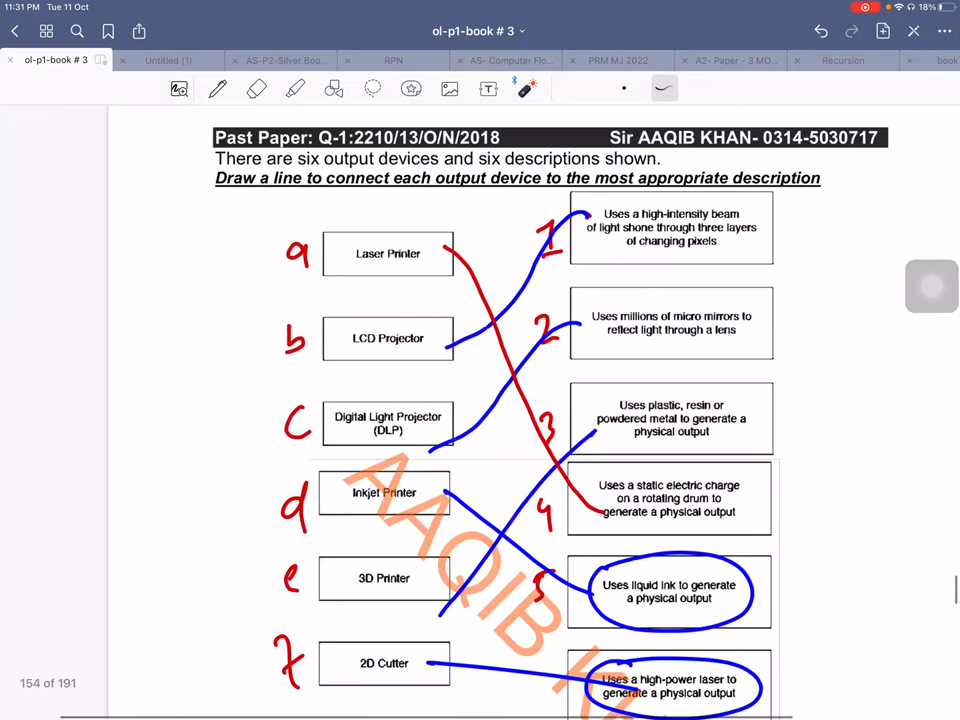 11:31 PM Tue 11 Oct
18%
ol-p1-book # 3
ol-p1-book # 3
Untitled (1)
AS-P2-Silver Boo...
RPN
AS- Computer Flo...
PRM MJ 2022
A2- Paper - 3 MO...
Recursion
book
Past Paper: Q-1:2210/13/O/N/2018 Sir AAQIB KHAN- 0314-5030717
There are six output devices and six descriptions shown.
Draw a line to connect each output device to the most appropriate description
a
Laser Printer
b
LCD Projector
c
Digital Light Projector
(DLP)
d
Inkjet Printer
e
3D Printer
7
2D Cutter
1
Uses a high-intensity beam
of light shone through three layers
of changing pixels
2
Uses millions of micro mirrors to
reflect light through a lens
3
Uses plastic, resin or
powdered metal to generate a
physical output
4
Uses a static electric charge
on a rotating drum to
generate a physical output
5
Uses liquid ink to generate
a physical output
Uses a high-power laser to
generate a physical output
AAQIB K
154 of 191